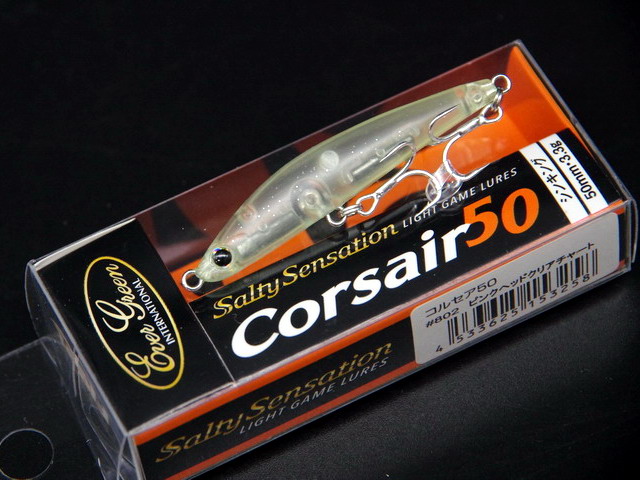 Ever Green
INTERNATIONAL
Salty Sensation LIGHT GAME LURES
Corsair50
シンキング
50mm・3.3g
コルセア50
#802 ピンクヘッドクリアチャート
4 533625 153258
Salty Sensation
LIGHT GAME LURES